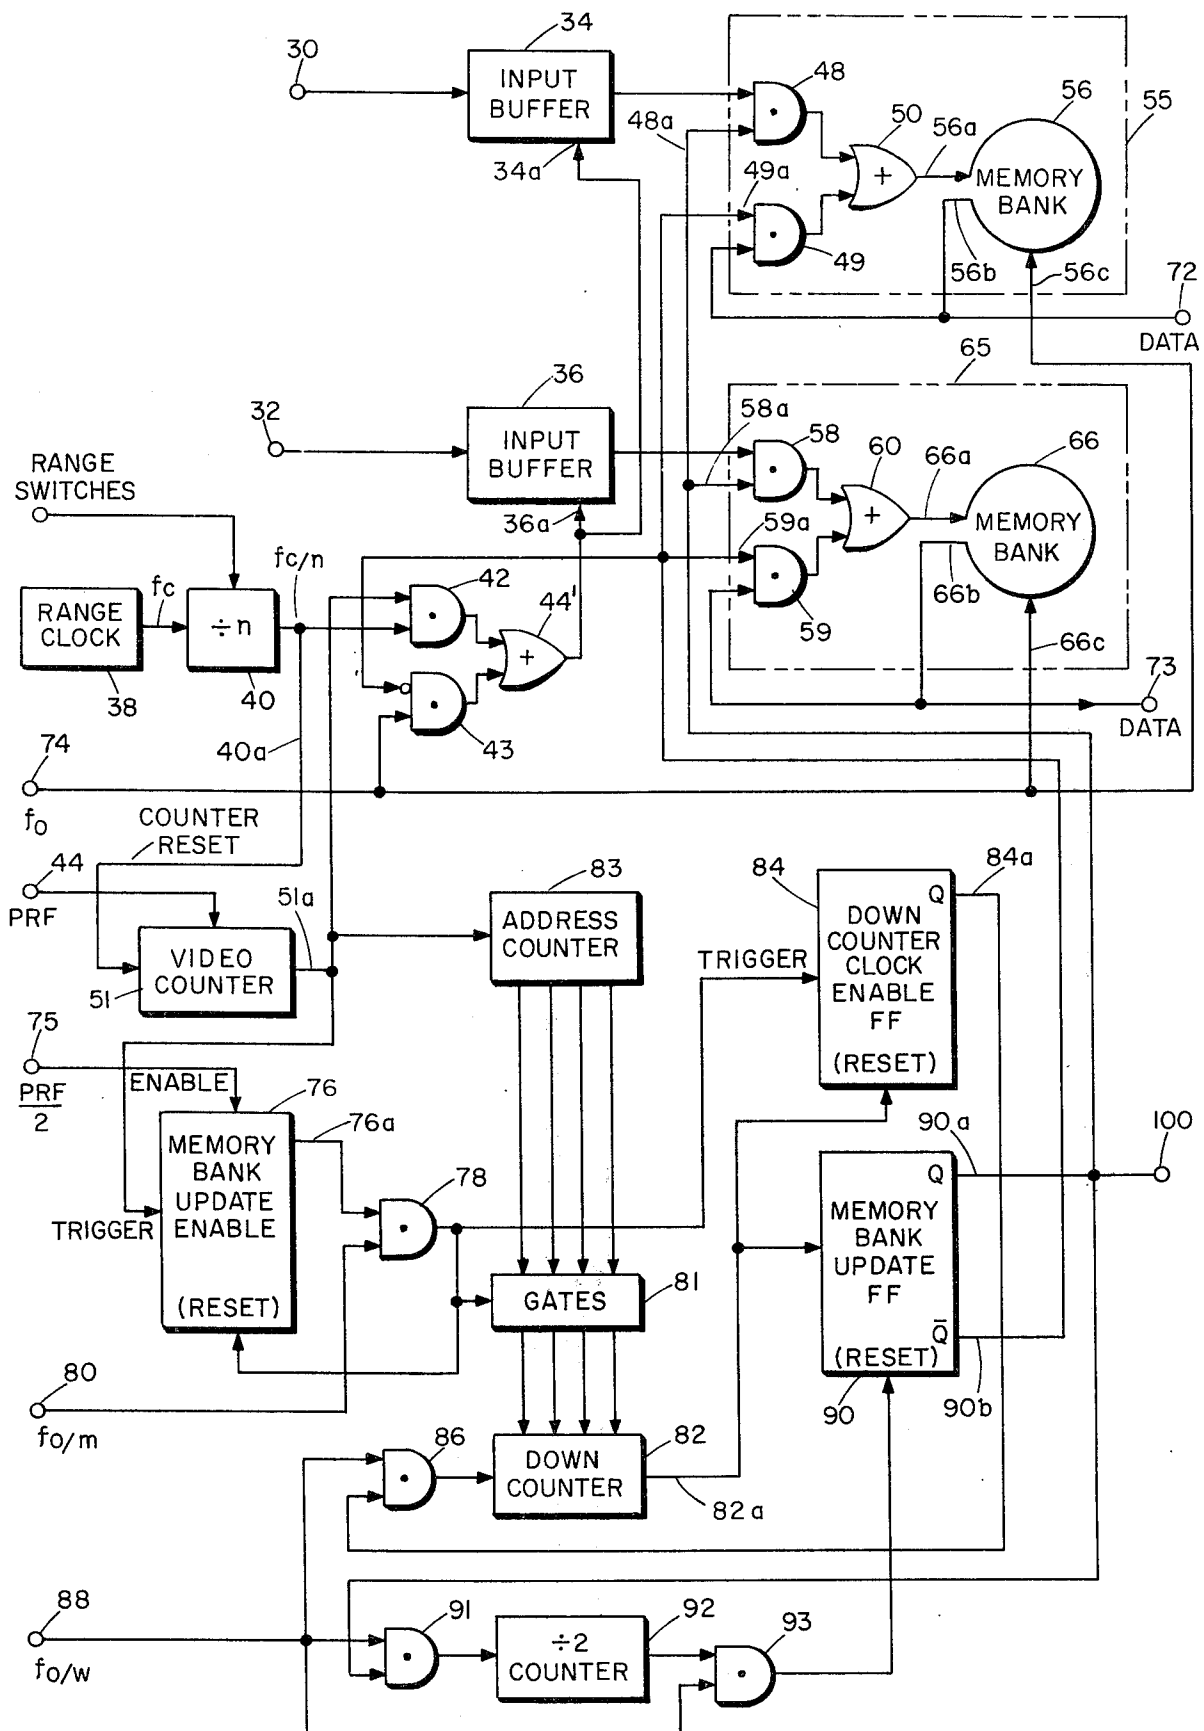 30
34
INPUT
BUFFER
34a
48
48a
49a
49
50
56a
56
55
MEMORY
BANK
56b
56c
72
DATA
32
36
INPUT
BUFFER
36a
58a
58
59a
59
60
65
66a
66
MEMORY
BANK
66b
66c
73
DATA
RANGE
SWITCHES
RANGE
CLOCK
38
fc
÷n
40
fc/n
40a
42
43
44'
74
fo
COUNTER
RESET
44
PRF
VIDEO
COUNTER
51
51a
83
ADDRESS
COUNTER
84
84a
Q
DOWN
COUNTER
CLOCK
ENABLE
FF
(RESET)
TRIGGER
75
PRF
2
ENABLE
76
76a
MEMORY
BANK
UPDATE
ENABLE
(RESET)
TRIGGER
78
GATES
81
90a
100
Q
MEMORY
BANK
UPDATE
FF
Q̅
(RESET)
90
90b
80
fo/m
86
DOWN
COUNTER
82
82a
88
fo/w
91
÷2
COUNTER
92
93